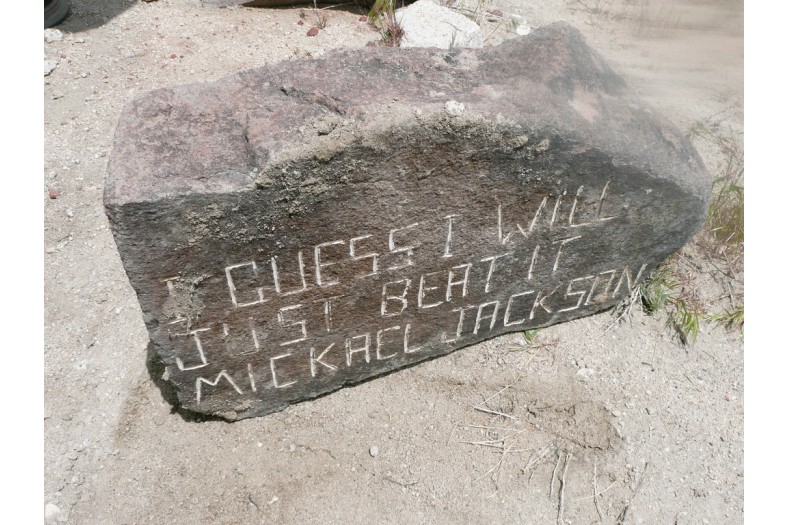 I GUESS I WILL
JUST BEAT IT
MICKAEL JACKSON